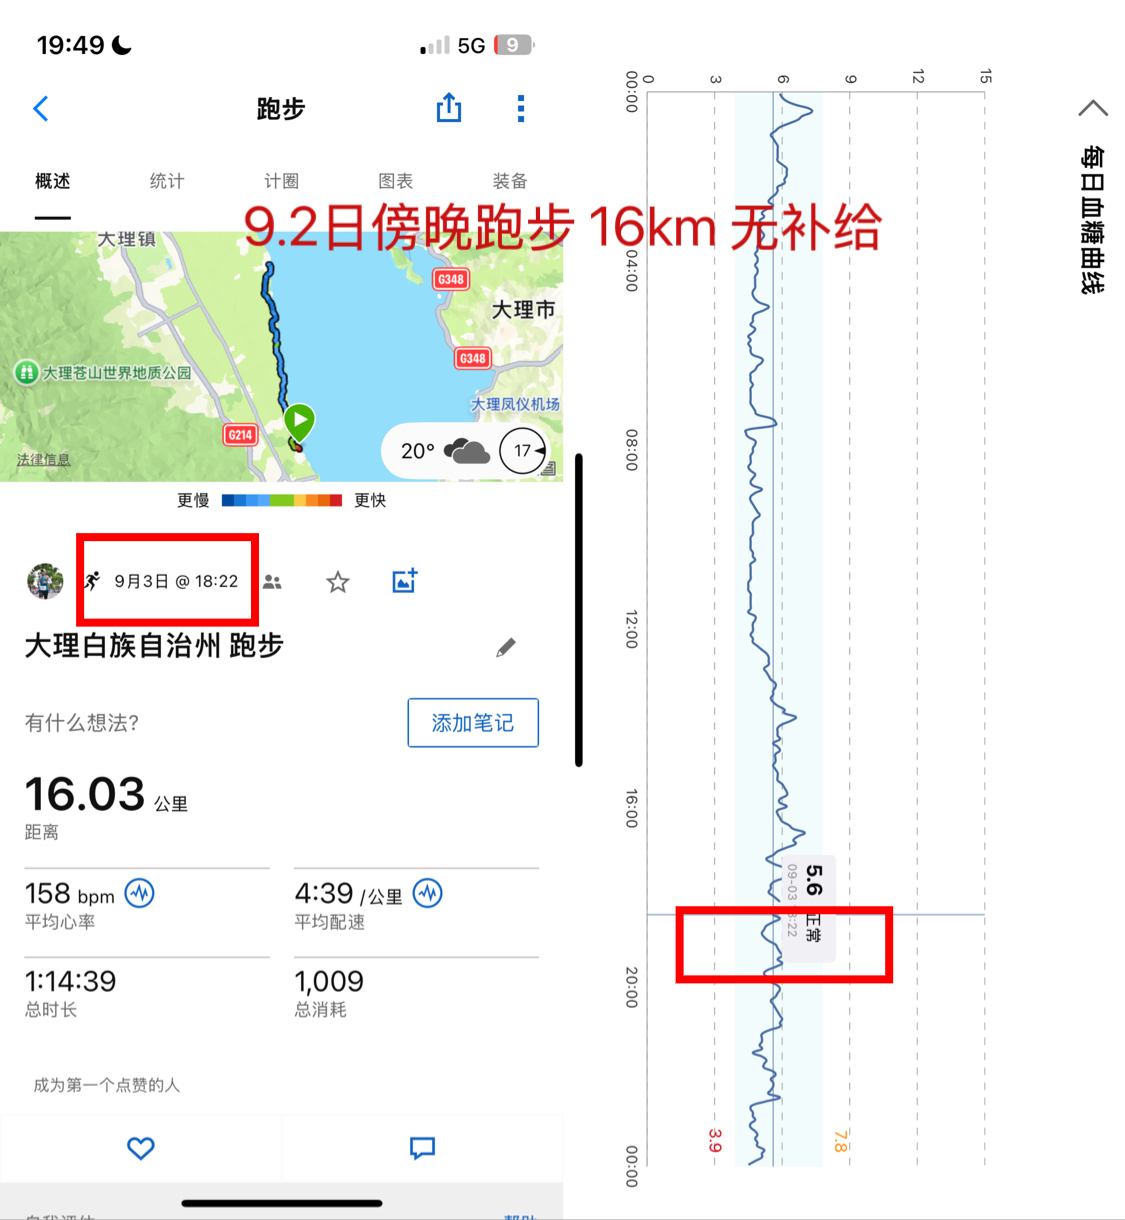 19:49
5G 9
跑步
概述 统计 计圈 图表 装备
9.2日傍晚跑步 16km 无补给
大理镇
G348
大理市
G348
大理苍山世界地质公园
大理凤仪机场
G214
20° 17
法律信息
更慢 更快
9月3日 @ 18:22
大理白族自治州 跑步
有什么想法?
添加笔记
16.03 公里
距离
158 bpm
平均心率
4:39 /公里
平均配速
1:14:39
总时长
1,009
总消耗
成为第一个点赞的人
每日血糖曲线
15
12
9
6
3
0
00:00
04:00
08:00
12:00
16:00
20:00
00:00
5.6 正常
09-03
:22
7.8
3.9